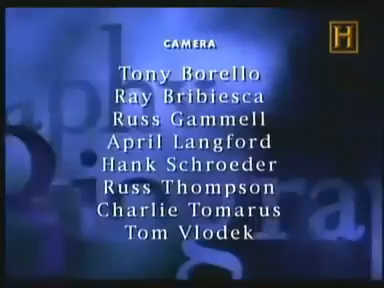 CAMERA
H
Tony Borello
Ray Bribiesca
Russ Gammell
April Langford
Hank Schroeder
Russ Thompson
Charlie Tomarus
Tom Vlodek